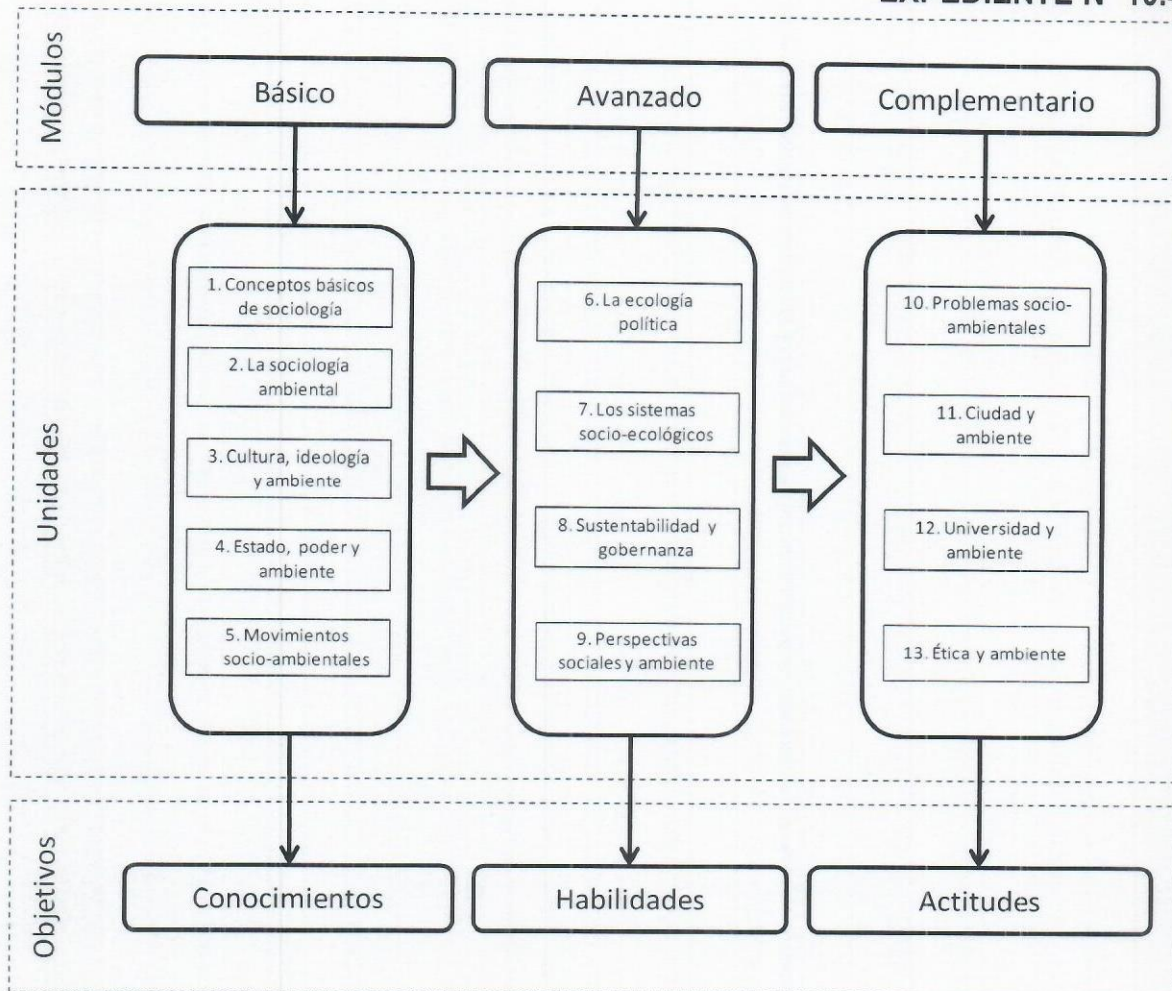 Módulos
Básico
Avanzado
Complementario
Unidades
1. Conceptos básicos
de sociología
2. La sociología
ambiental
3. Cultura, ideología
y ambiente
4. Estado, poder y
ambiente
5. Movimientos
socio-ambientales
6. La ecología
política
7. Los sistemas
socio-ecológicos
8. Sustentabilidad y
gobernanza
9. Perspectivas
sociales y ambiente
10. Problemas socio-
ambientales
11. Ciudad y
ambiente
12. Universidad y
ambiente
13. Ética y ambiente
Objetivos
Conocimientos
Habilidades
Actitudes